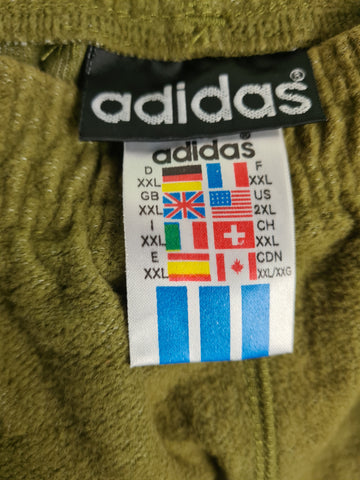 adidas®
adidas®
D F
XXL XXL
GB US
XXL 2XL
I CH
XXL XXL
E CDN
XXL XXL/XXG